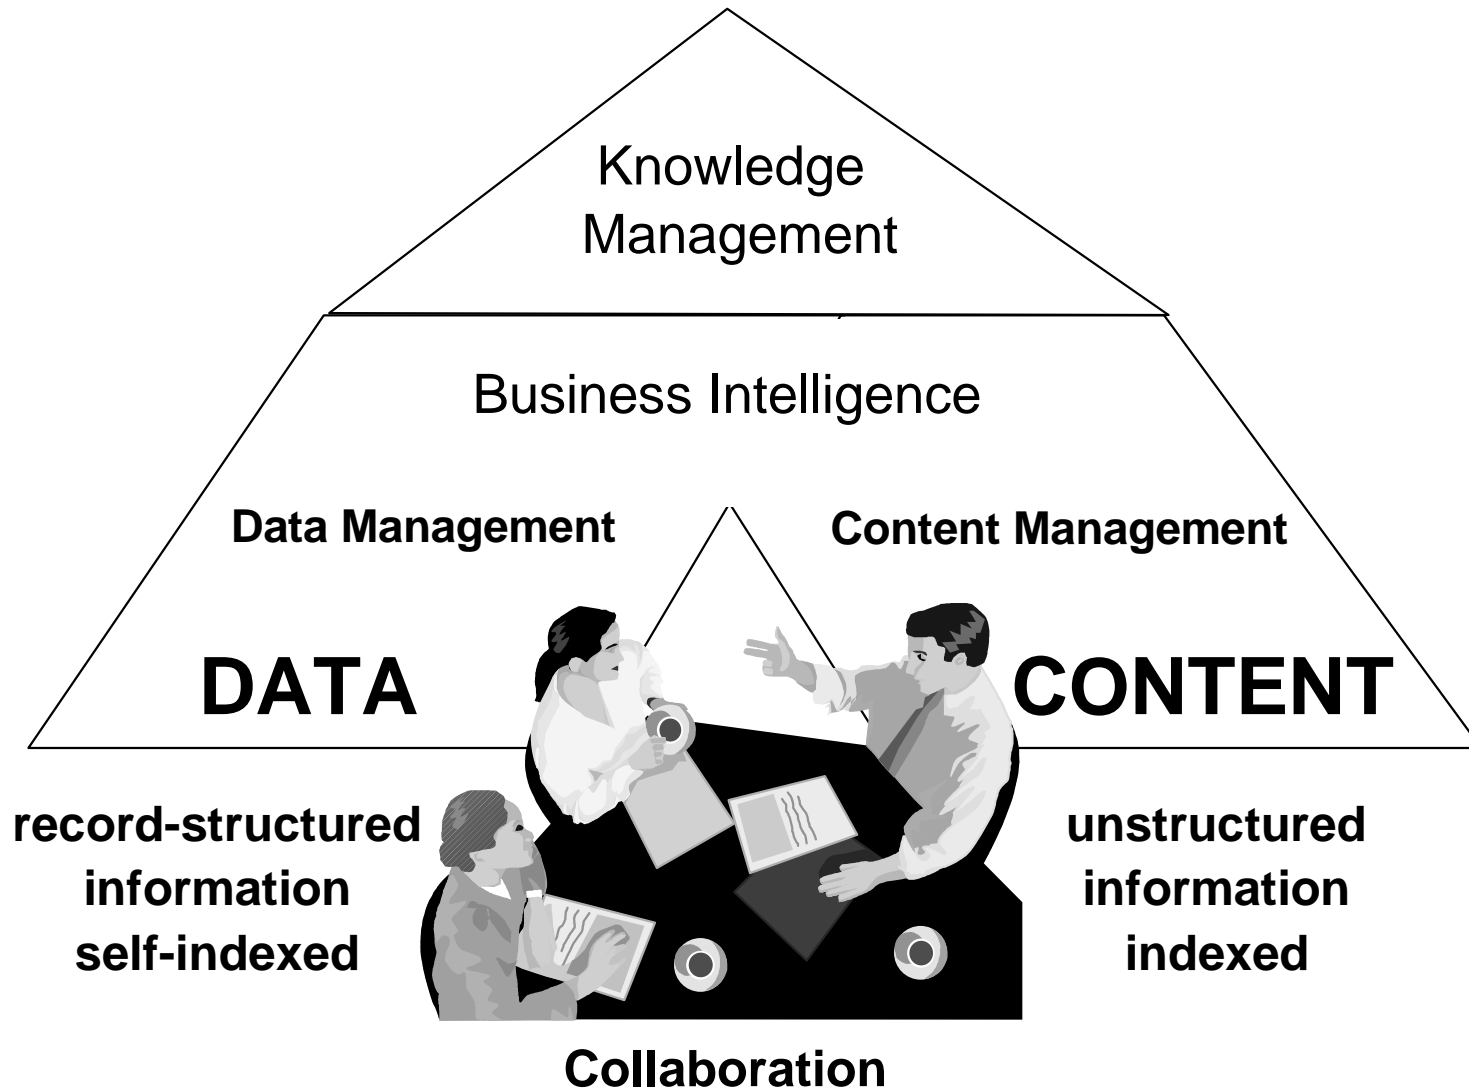 Knowledge
Management
Business Intelligence
Data Management
Content Management
DATA
CONTENT
record-structured
information
self-indexed
unstructured
information
indexed
Collaboration